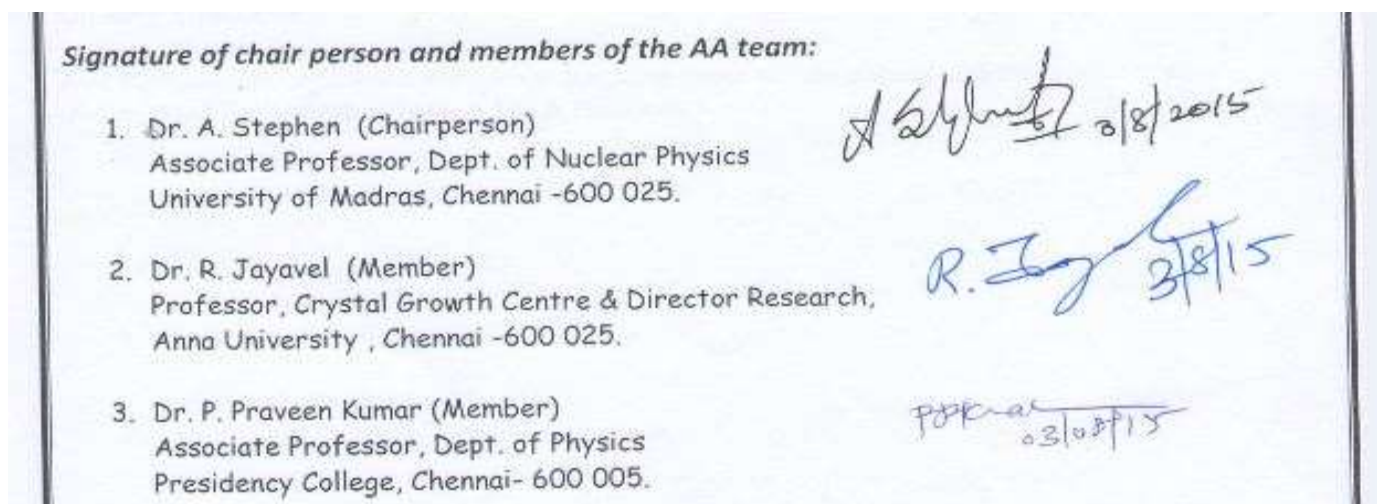 Signature of chair person and members of the AA team:
1. Dr. A. Stephen (Chairperson)
3/8/2015
Associate Professor, Dept. of Nuclear Physics
University of Madras, Chennai -600 025.
2. Dr. R. Jayavel (Member)
R.
3/8/15
Professor, Crystal Growth Centre & Director Research,
Anna University , Chennai -600 025.
3. Dr. P. Praveen Kumar (Member)
03/08/15
Associate Professor, Dept. of Physics
Presidency College, Chennai- 600 005.